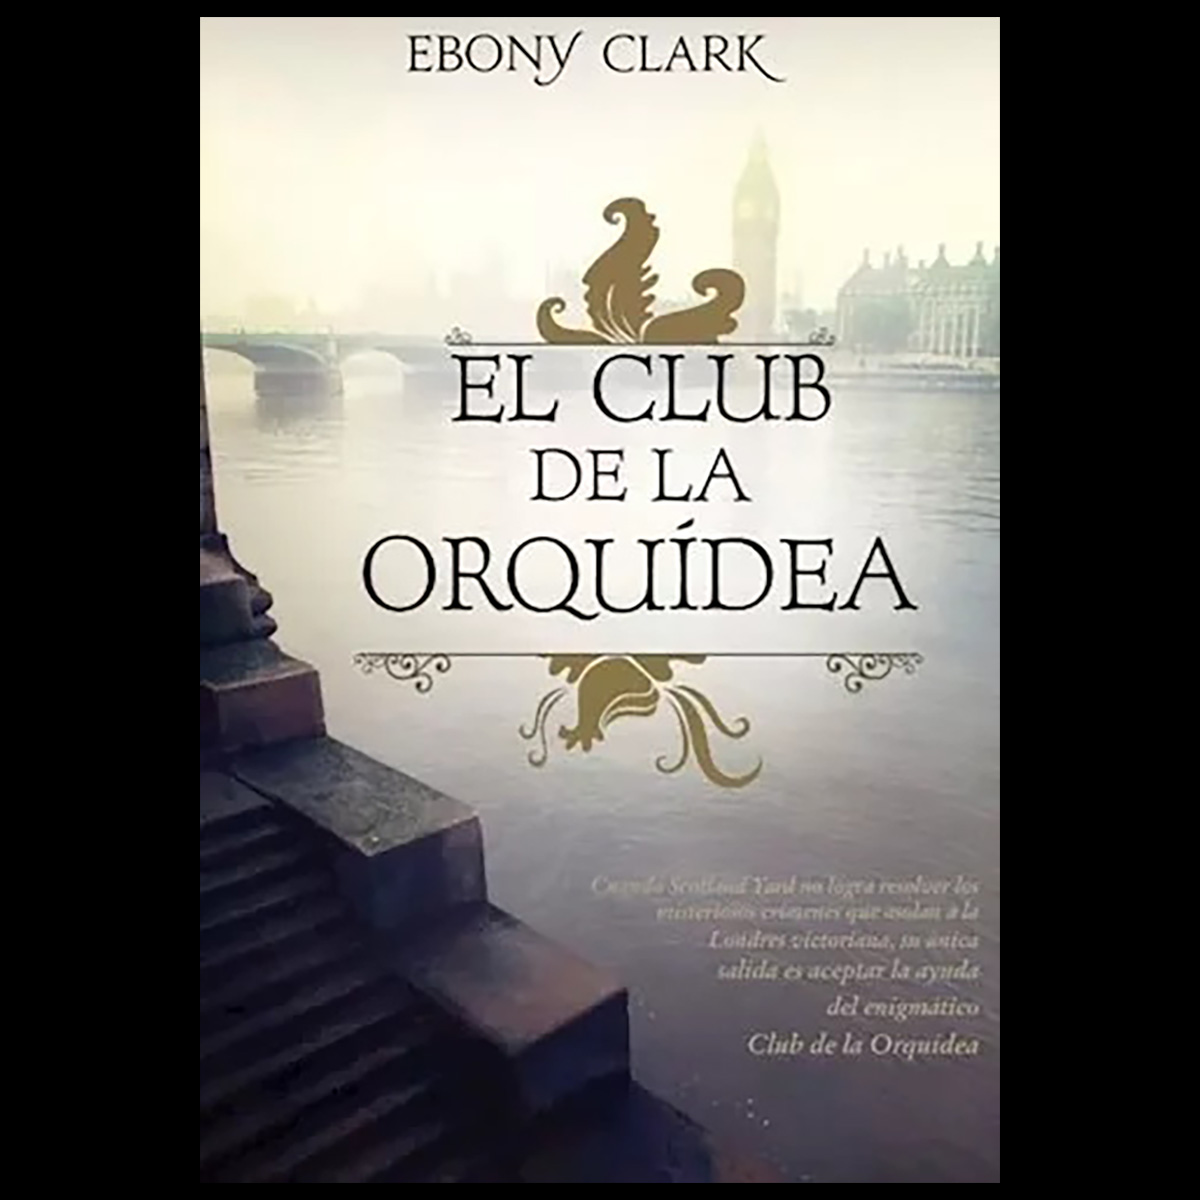 EBONY CLARK
EL CLUB
DE LA
ORQUÍDEA
Cuando Scotland Yard no logra resolver los
misteriosos crímenes que asolan a la
Londres victoriana, su única
salida es aceptar la ayuda
del enigmático
Club de la Orquídea